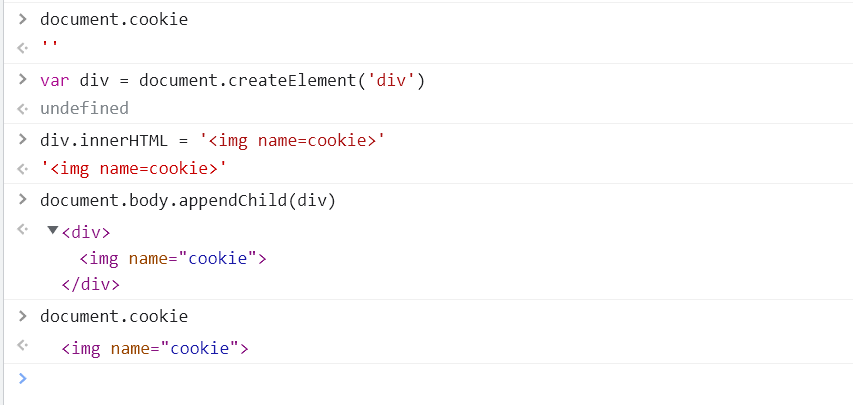 document.cookie
''
var div = document.createElement('div')
undefined
div.innerHTML = '<img name=cookie>'
'<img name=cookie>'
document.body.appendChild(div)
<div>
<img name="cookie">
</div>
document.cookie
<img name="cookie">